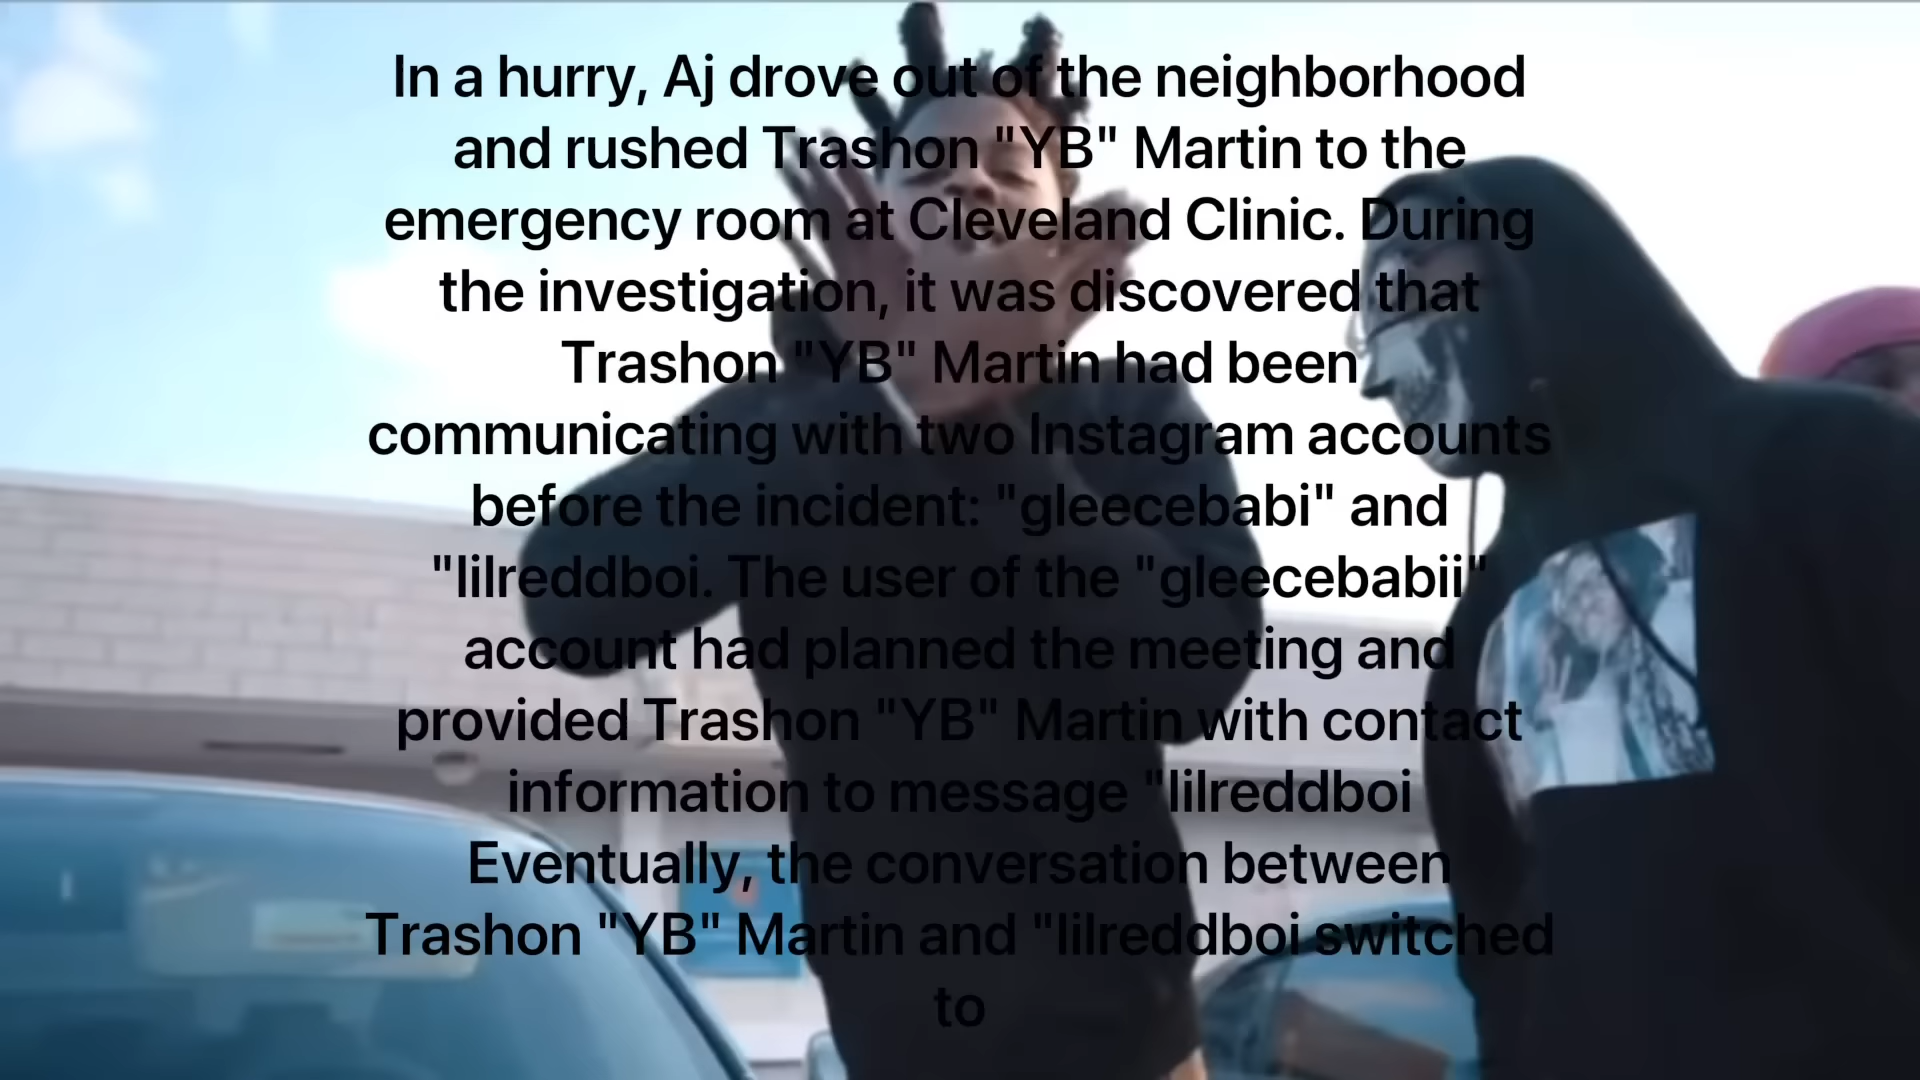 In a hurry, Aj drove out of the neighborhood
and rushed Trashon "YB" Martin to the
emergency room at Cleveland Clinic. During
the investigation, it was discovered that
Trashon "YB" Martin had been
communicating with two Instagram accounts
before the incident: "gleecebabi" and
"lilreddboi. The user of the "gleecebabii"
account had planned the meeting and
provided Trashon "YB" Martin with contact
information to message "lilreddboi
Eventually, the conversation between
Trashon "YB" Martin and "lilreddboi switched
to